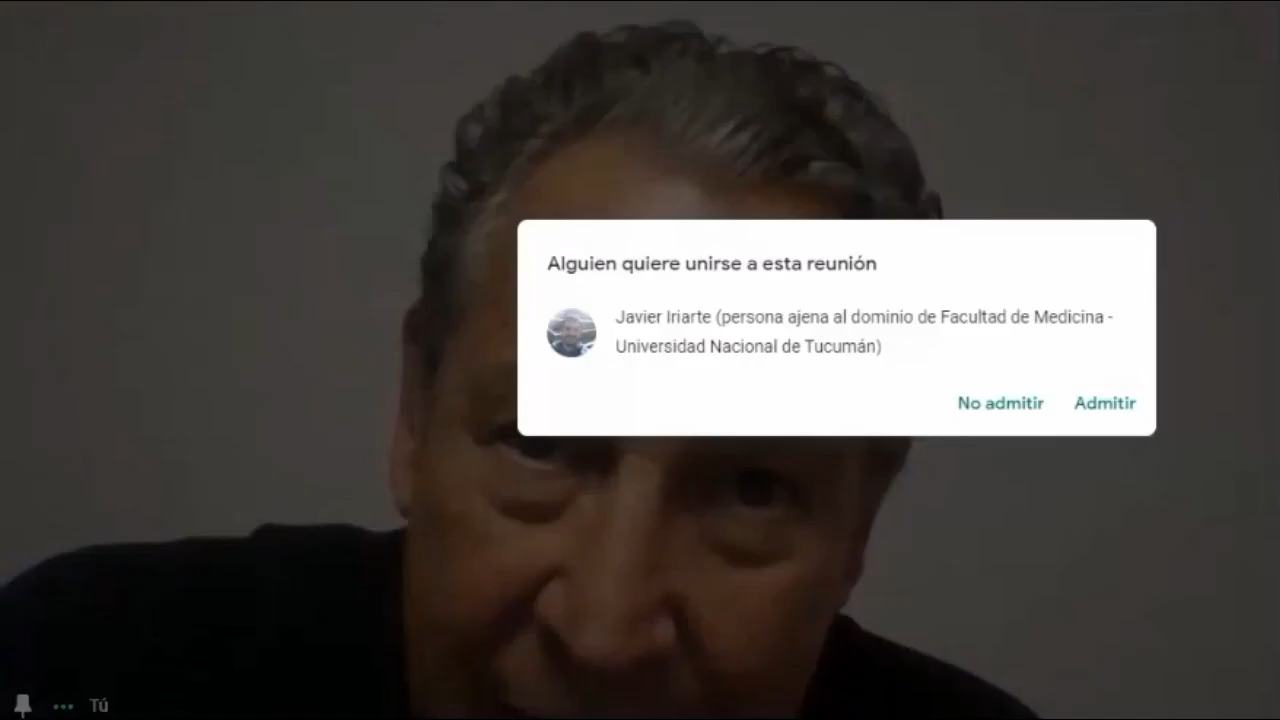 Alguien quiere unirse a esta reunión
Javier Iriarte (persona ajena al dominio de Facultad de Medicina -
Universidad Nacional de Tucumán)
No admitir Admitir
Tú